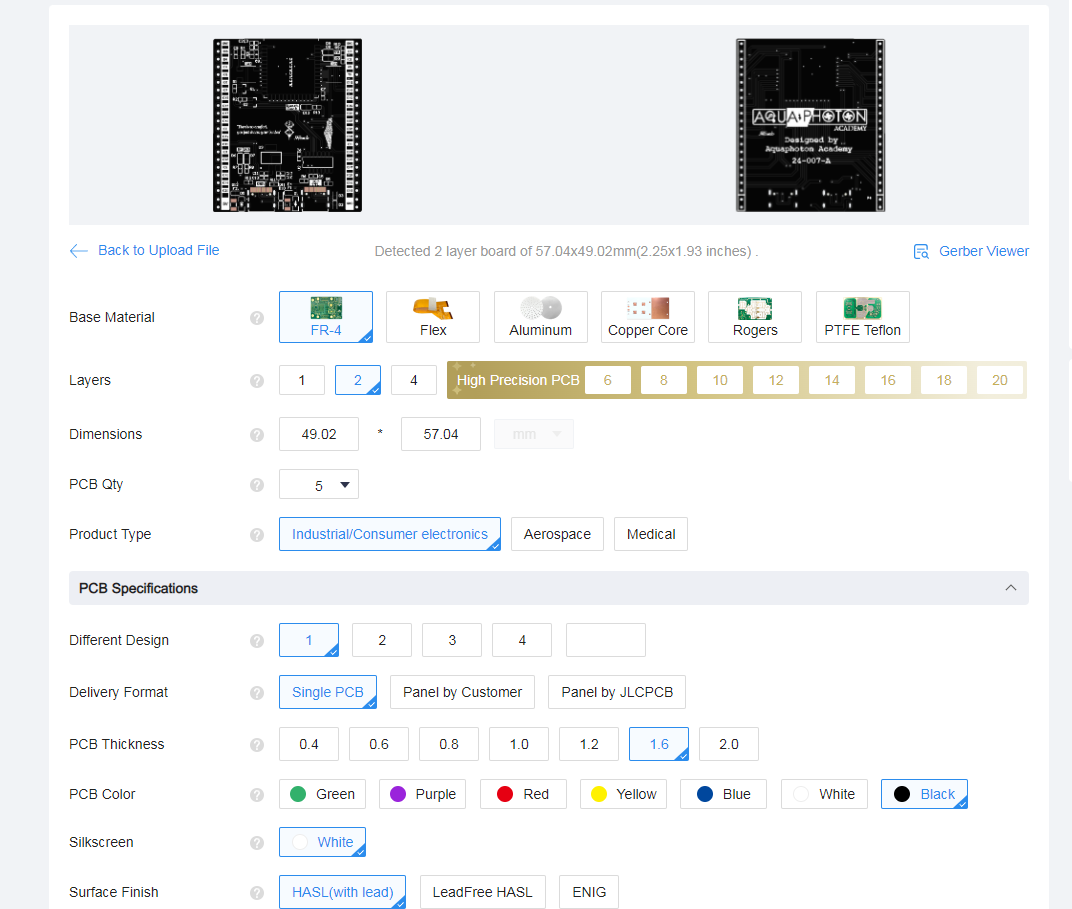 AQUAPHOTON
ACADEMY
Designed by
Aquaphoton Academy
24-007-A
Back to Upload File
Detected 2 layer board of 57.04x49.02mm(2.25x1.93 inches) .
Gerber Viewer
Base Material ? FR-4 Flex Aluminum Copper Core Rogers PTFE Teflon
Layers ? 1 2 4 High Precision PCB 6 8 10 12 14 16 18 20
Dimensions ? 49.02 * 57.04 mm
PCB Qty ? 5
Product Type ? Industrial/Consumer electronics Aerospace Medical
PCB Specifications
Different Design ? 1 2 3 4
Delivery Format ? Single PCB Panel by Customer Panel by JLCPCB
PCB Thickness ? 0.4 0.6 0.8 1.0 1.2 1.6 2.0
PCB Color ? Green Purple Red Yellow Blue White Black
Silkscreen ? White
Surface Finish ? HASL(with lead) LeadFree HASL ENIG